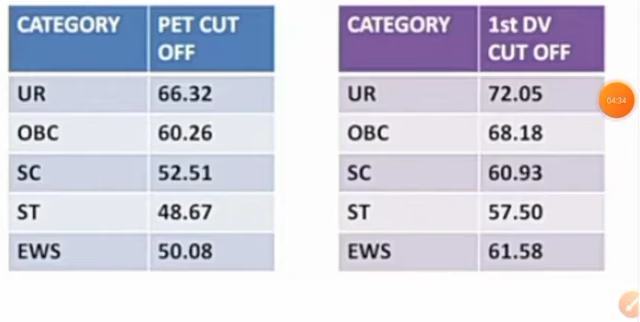 CATEGORY PET CUT OFF
UR 66.32
OBC 60.26
SC 52.51
ST 48.67
EWS 50.08
CATEGORY 1st DV CUT OFF
UR 72.05
OBC 68.18
SC 60.93
ST 57.50
EWS 61.58
04:34